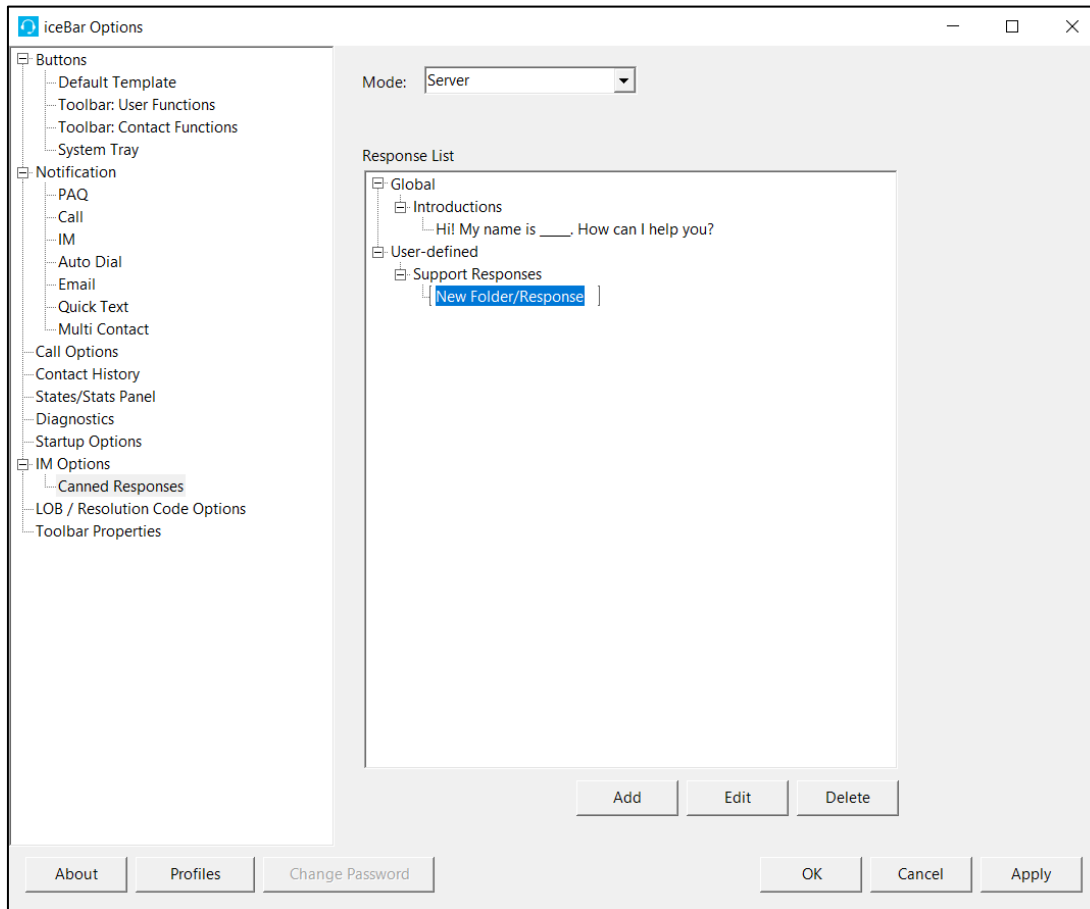 iceBar Options
Buttons
Default Template
Toolbar: User Functions
Toolbar: Contact Functions
System Tray
Notification
PAQ
Call
IM
Auto Dial
Email
Quick Text
Multi Contact
Call Options
Contact History
States/Stats Panel
Diagnostics
Startup Options
IM Options
Canned Responses
LOB / Resolution Code Options
Toolbar Properties
Mode: Server
Response List
Global
Introductions
Hi! My name is ____. How can I help you?
User-defined
Support Responses
New Folder/Response
Add Edit Delete
About Profiles Change Password OK Cancel Apply